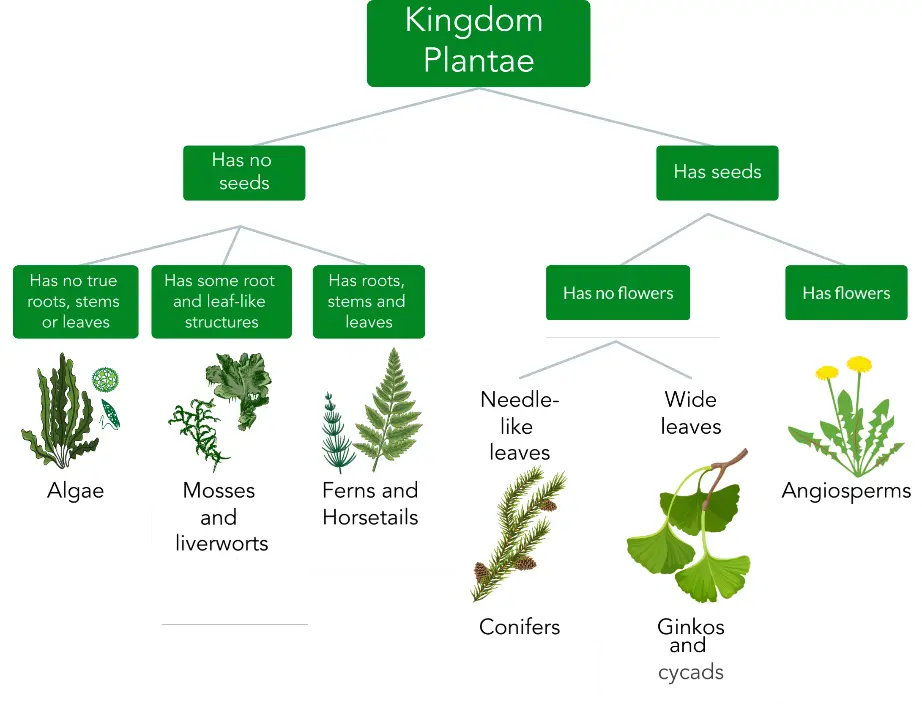 Kingdom
Plantae
Has no
seeds
Has seeds
Has no true
roots, stems
or leaves
Has some root
and leaf-like
structures
Has roots,
stems and
leaves
Has no flowers
Has flowers
Needle-
like
leaves
Wide
leaves
Algae
Mosses
and
liverworts
Ferns and
Horsetails
Angiosperms
Conifers
Ginkos
and
cycads